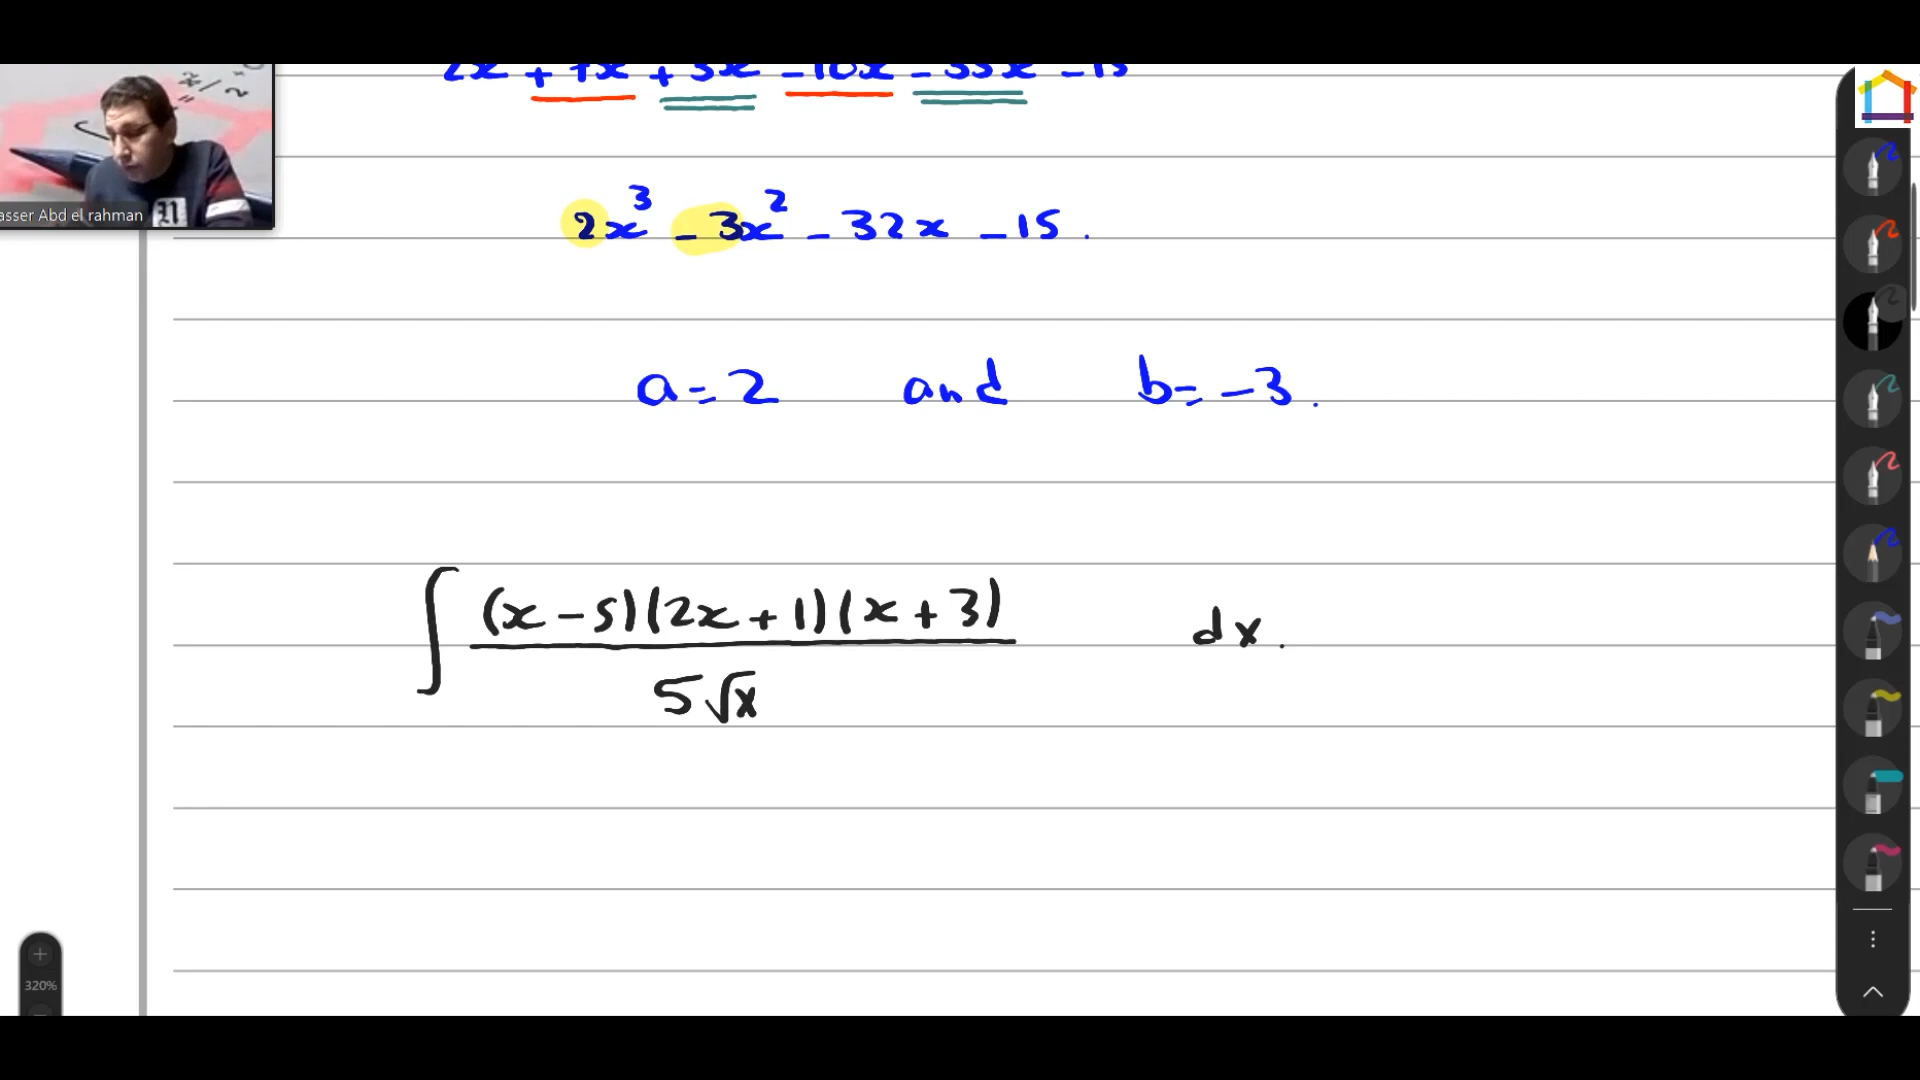 2x³ - 3x² - 32x - 15.
asser Abd el rahman
a = 2 and b = -3.
∫ (x - 5)(2x + 1)(x + 3) / 5√x dx.
320%